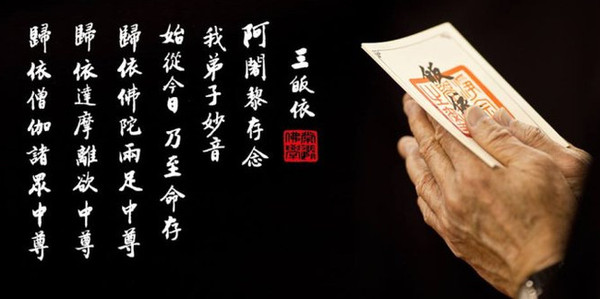 三皈依
阿闍黎存念
我弟子妙音
始從今日 乃至命存
歸依佛陀兩足中尊
歸依達摩離欲中尊
歸依僧伽諸眾中尊
皈依